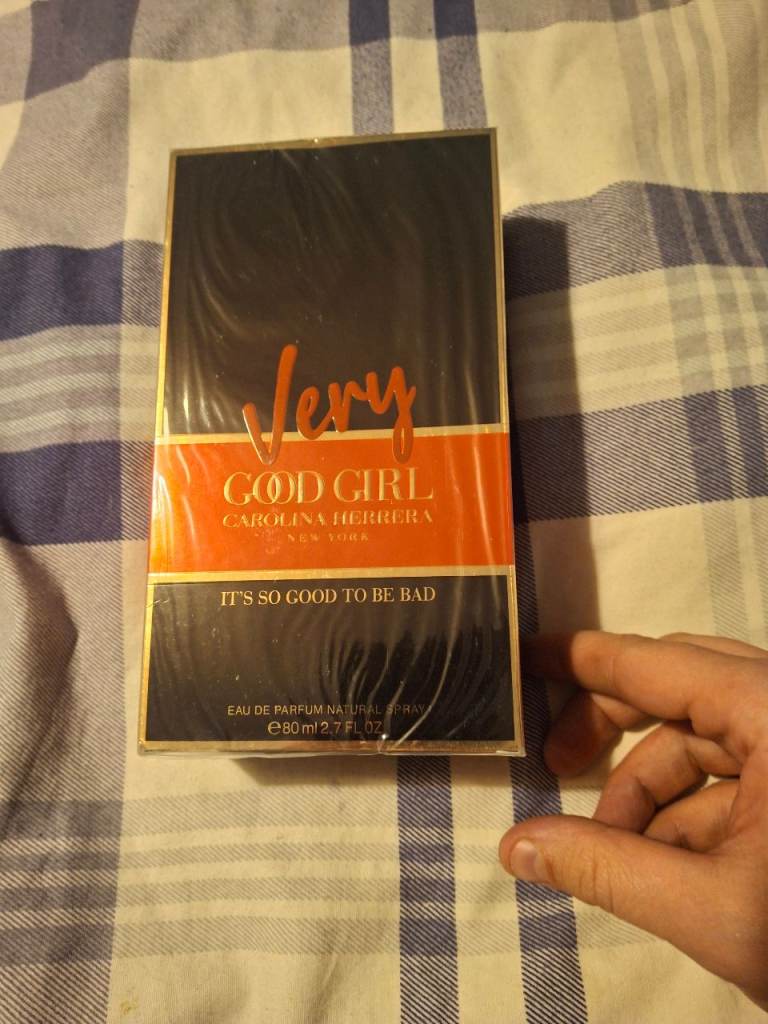 Very
GOOD GIRL
CAROLINA HERRERA
NEW YORK
IT'S SO GOOD TO BE BAD
EAU DE PARFUM NATURAL SPRAY
℮80 ml 2.7 FL OZ